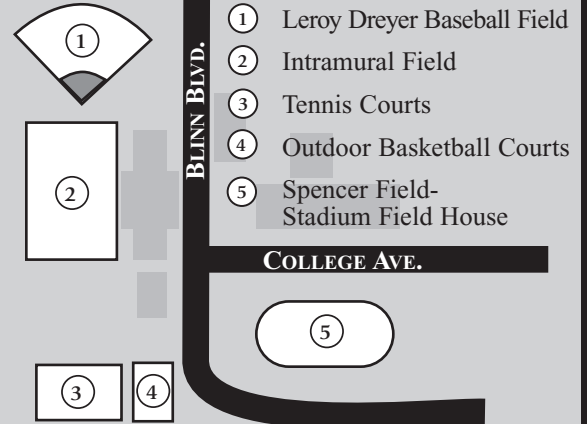 1 Leroy Dreyer Baseball Field
2 Intramural Field
3 Tennis Courts
4 Outdoor Basketball Courts
5 Spencer Field-
Stadium Field House
BLINN BLVD.
COLLEGE AVE.
1
2
3
4
5